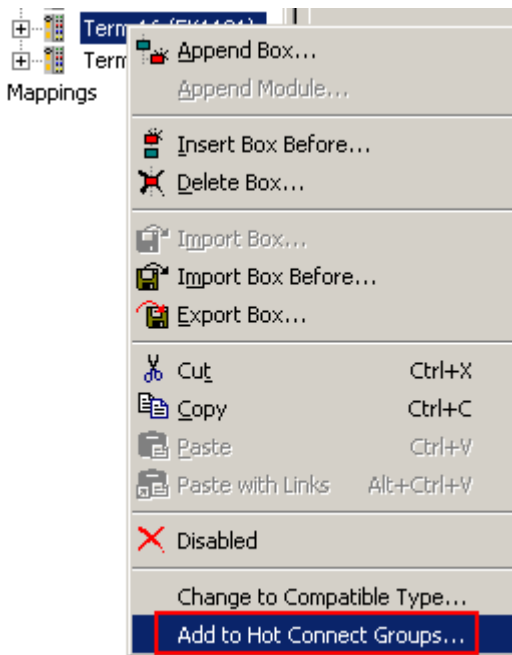 Term 16 (EK1101)
Term
Mappings
Append Box...
Append Module...
Insert Box Before...
Delete Box...
Import Box...
Import Box Before...
Export Box...
Cut Ctrl+X
Copy Ctrl+C
Paste Ctrl+V
Paste with Links Alt+Ctrl+V
Disabled
Change to Compatible Type...
Add to Hot Connect Groups...